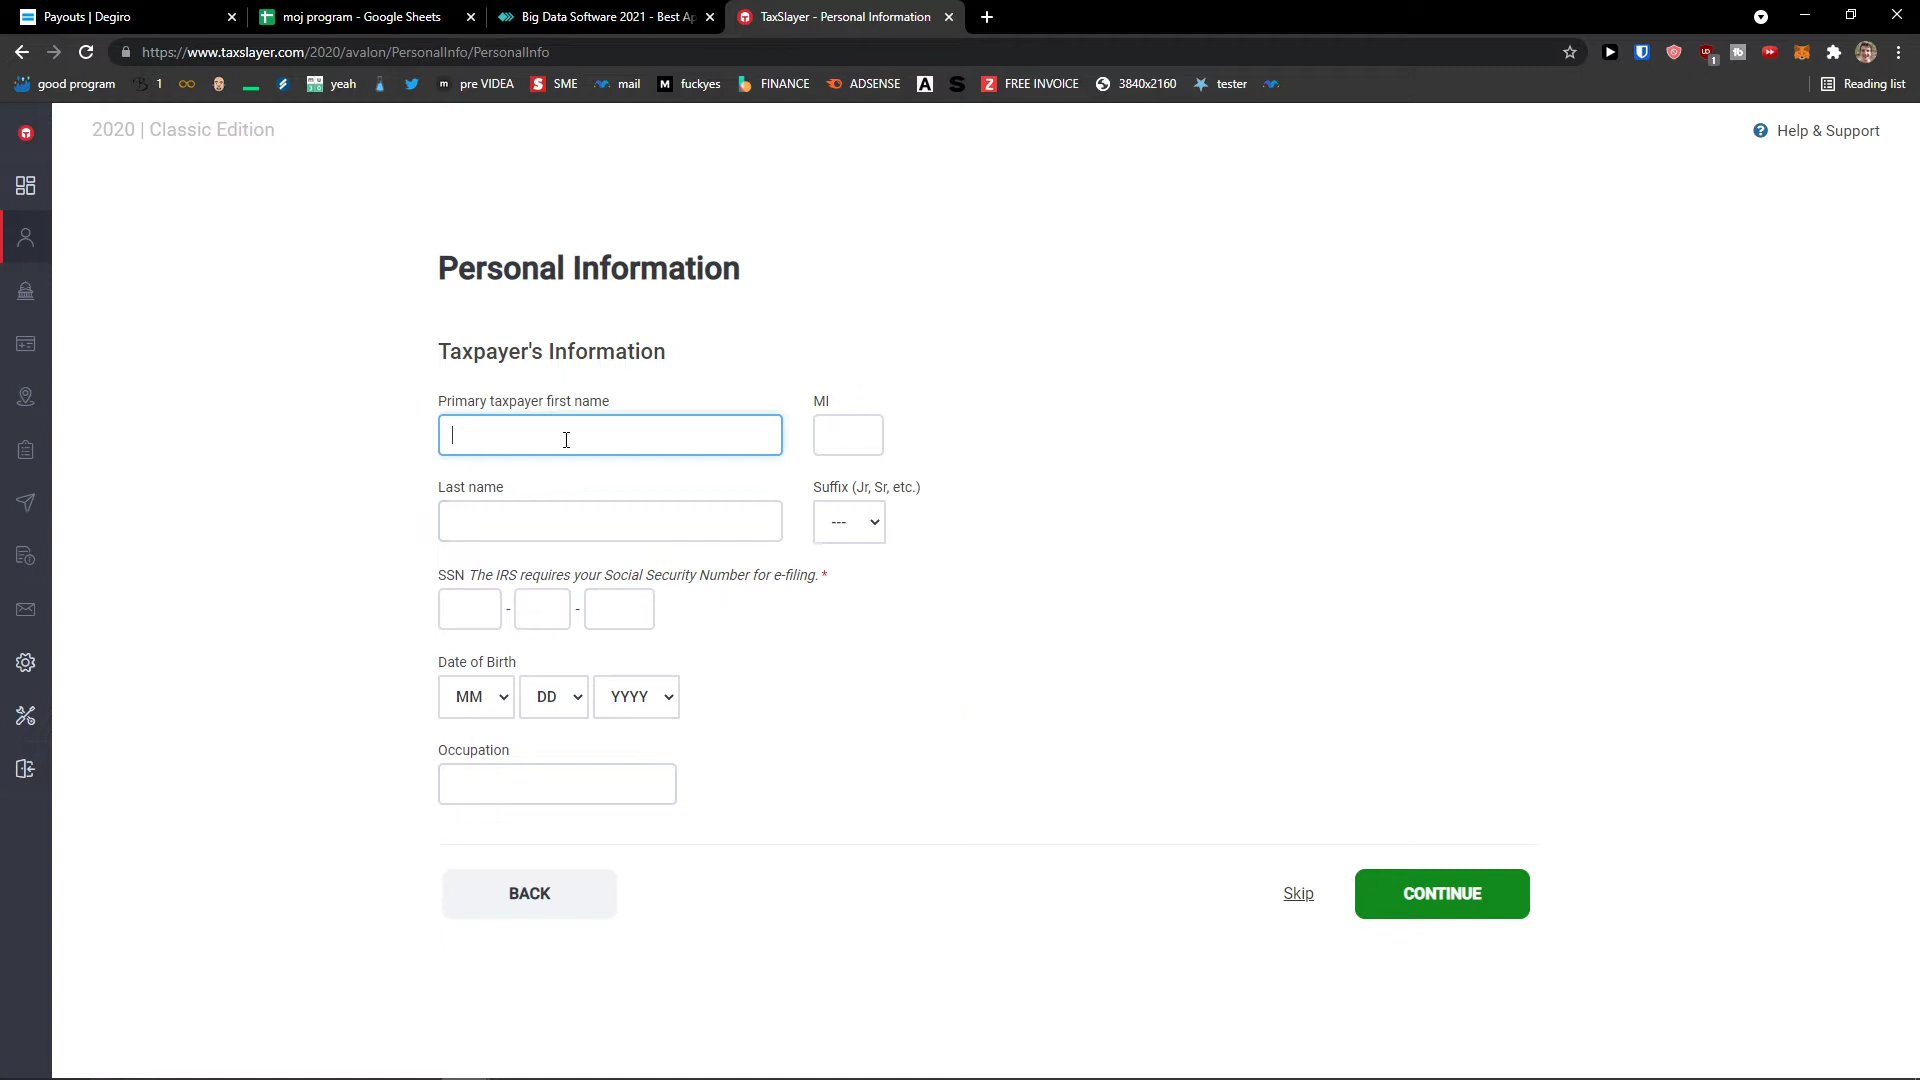 Payouts | Degiro
moj program - Google Sheets
Big Data Software 2021 - Best Ap
TaxSlayer - Personal Information
https://www.taxslayer.com/2020/avalon/PersonalInfo/PersonalInfo
good program
1
yeah
pre VIDEA
SME
mail
fuckyes
FINANCE
ADSENSE
FREE INVOICE
3840x2160
tester
Reading list
2020 | Classic Edition
Help & Support
Personal Information
Taxpayer's Information
Primary taxpayer first name
MI
Last name
Suffix (Jr, Sr, etc.)
---
SSN The IRS requires your Social Security Number for e-filing. *
- -
Date of Birth
MM DD YYYY
Occupation
BACK
Skip
CONTINUE